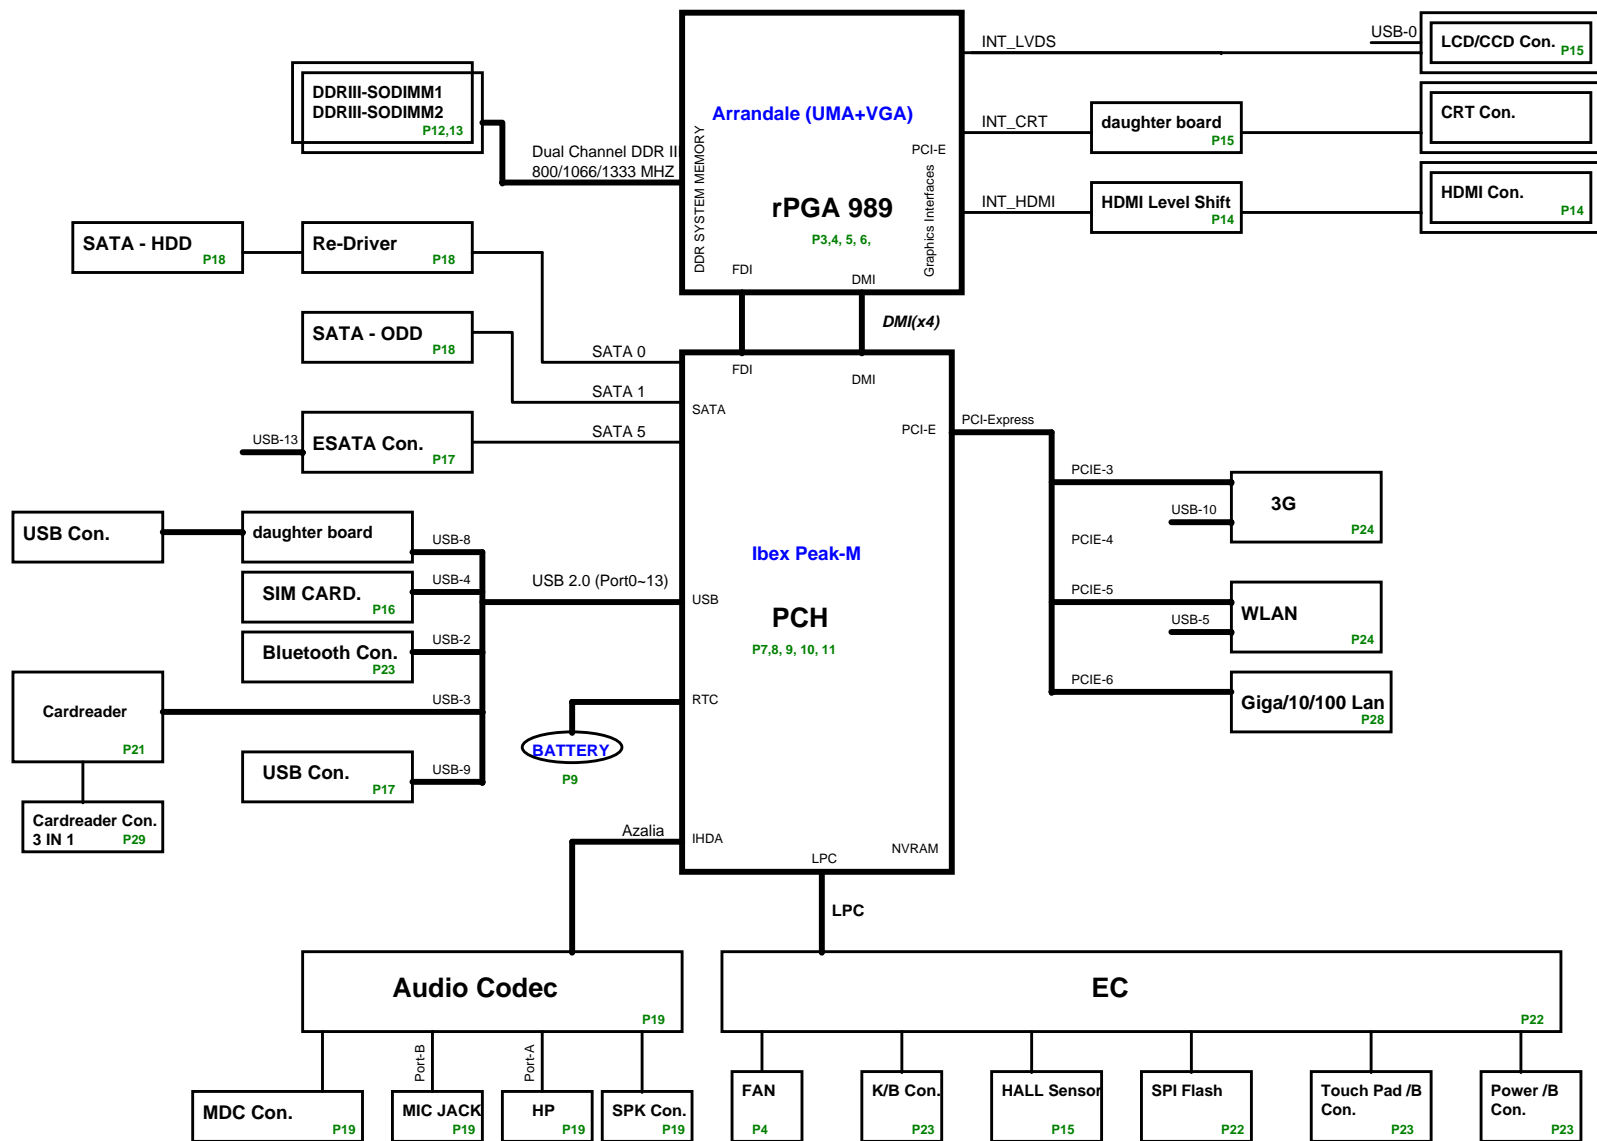 INT_LVDS
USB-0
LCD/CCD Con.
P15
DDRIII-SODIMM1
DDRIII-SODIMM2
P12,13
Arrandale (UMA+VGA)
INT_CRT
daughter board
P15
CRT Con.
Dual Channel DDR III
800/1066/1333 MHZ
DDR SYSTEM MEMORY
PCI-E
Graphics Interfaces
rPGA 989
P3,4, 5, 6,
INT_HDMI
HDMI Level Shift
P14
HDMI Con.
P14
SATA - HDD
P18
Re-Driver
P18
FDI
DMI
DMI(x4)
SATA - ODD
P18
SATA 0
FDI
DMI
SATA 1
SATA
USB-13
ESATA Con.
P17
SATA 5
PCI-E
PCI-Express
PCIE-3
3G
P24
USB-10
USB Con.
daughter board
USB-8
Ibex Peak-M
PCIE-4
SIM CARD.
P16
USB-4
USB 2.0 (Port0~13)
USB
PCH
P7,8, 9, 10, 11
PCIE-5
WLAN
P24
USB-5
Bluetooth Con.
P23
USB-2
Cardreader
P21
USB-3
RTC
PCIE-6
Giga/10/100 Lan
P28
BATTERY
P9
USB Con.
P17
USB-9
Cardreader Con.
3 IN 1
P29
Azalia
IHDA
NVRAM
LPC
LPC
Audio Codec
P19
EC
P22
Port-B
Port-A
MDC Con.
P19
MIC JACK
P19
HP
P19
SPK Con.
P19
FAN
P4
K/B Con.
P23
HALL Sensor
P15
SPI Flash
P22
Touch Pad /B
Con.
P23
Power /B
Con.
P23